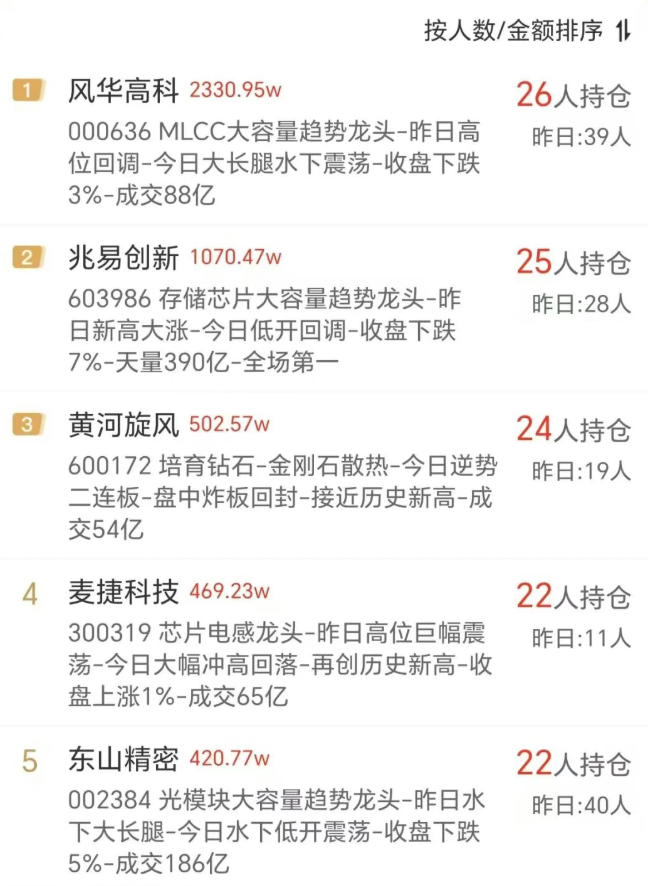 按人数/金额排序
1 风华高科 2330.95w 26人持仓
000636 MLCC大容量趋势龙头-昨日高 昨日:39人
位回调-今日大长腿水下震荡-收盘下跌
3%-成交88亿
2 兆易创新 1070.47w 25人持仓
603986 存储芯片大容量趋势龙头-昨 昨日:28人
日新高大涨-今日低开回调-收盘下跌
7%-天量390亿-全场第一
3 黄河旋风 502.57w 24人持仓
600172 培育钻石-金刚石散热-今日逆势 昨日:19人
二连板-盘中炸板回封-接近历史新高-成
交54亿
4 麦捷科技 469.23w 22人持仓
300319 芯片电感龙头-昨日高位巨幅震 昨日:11人
荡-今日大幅冲高回落-再创历史新高-收
盘上涨1%-成交65亿
5 东山精密 420.77w 22人持仓
002384 光模块大容量趋势龙头-昨日水 昨日:40人
下大长腿-今日水下低开震荡-收盘下跌
5%-成交186亿